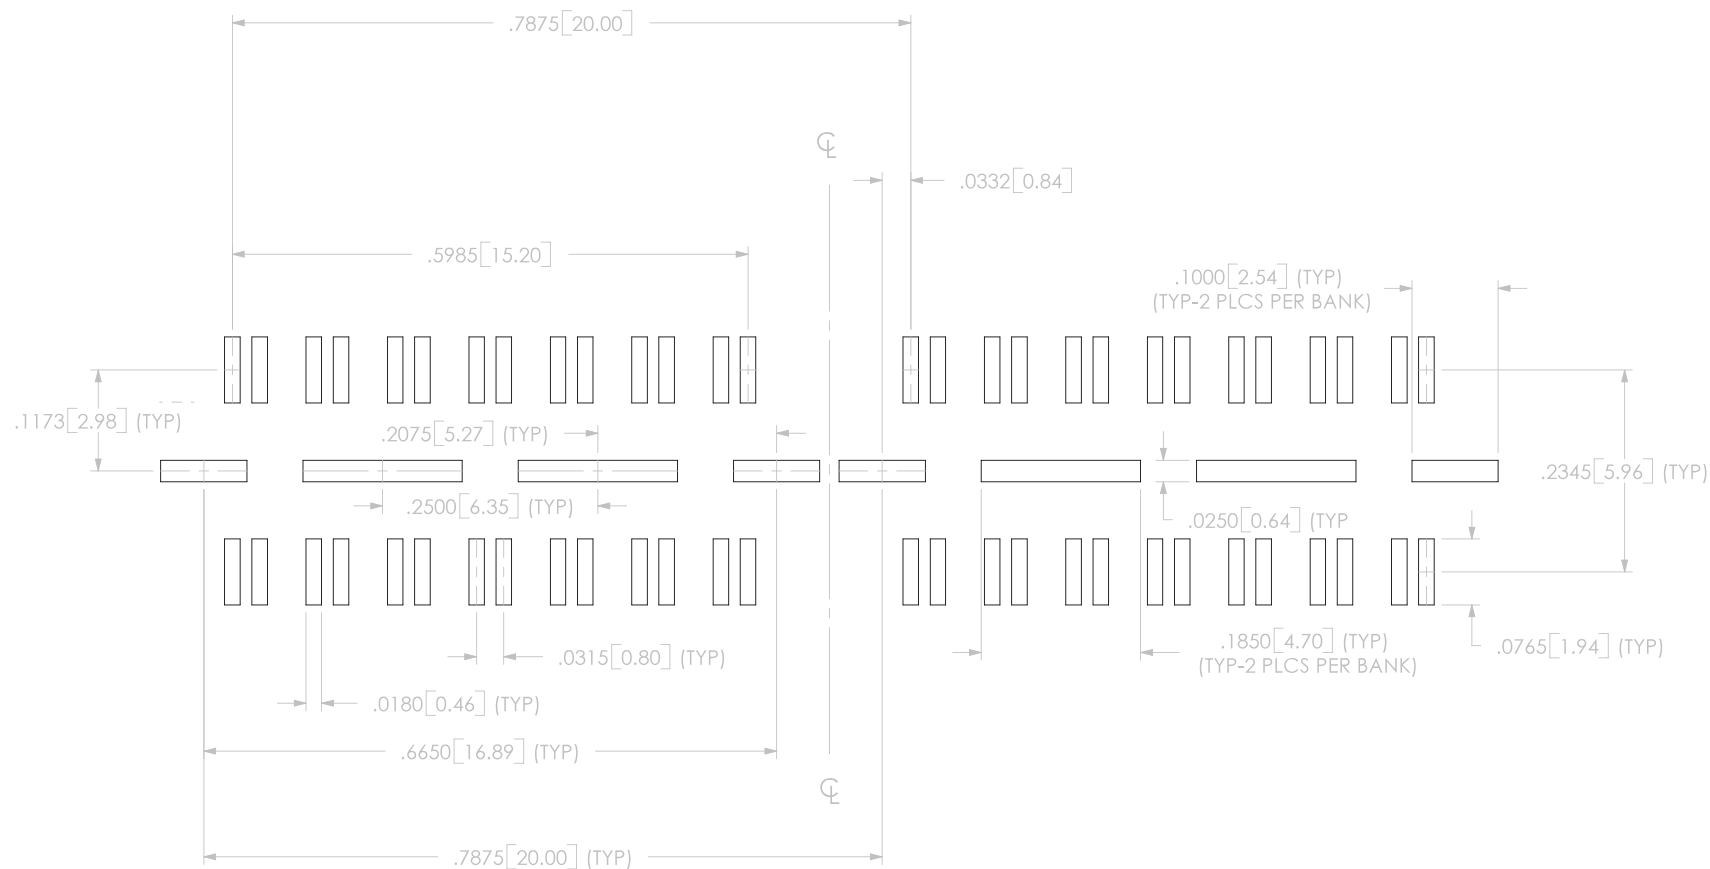 .7875[20.00]
℄
.0332[0.84]
.5985[15.20]
.1000[2.54] (TYP)
(TYP-2 PLCS PER BANK)
.1173[2.98] (TYP)
.2075[5.27] (TYP)
.2345[5.96] (TYP)
.2500[6.35] (TYP)
.0250[0.64] (TYP
.1850[4.70] (TYP)
(TYP-2 PLCS PER BANK)
.0765[1.94] (TYP)
.0315[0.80] (TYP)
.0180[0.46] (TYP)
.6650[16.89] (TYP)
℄
.7875[20.00] (TYP)